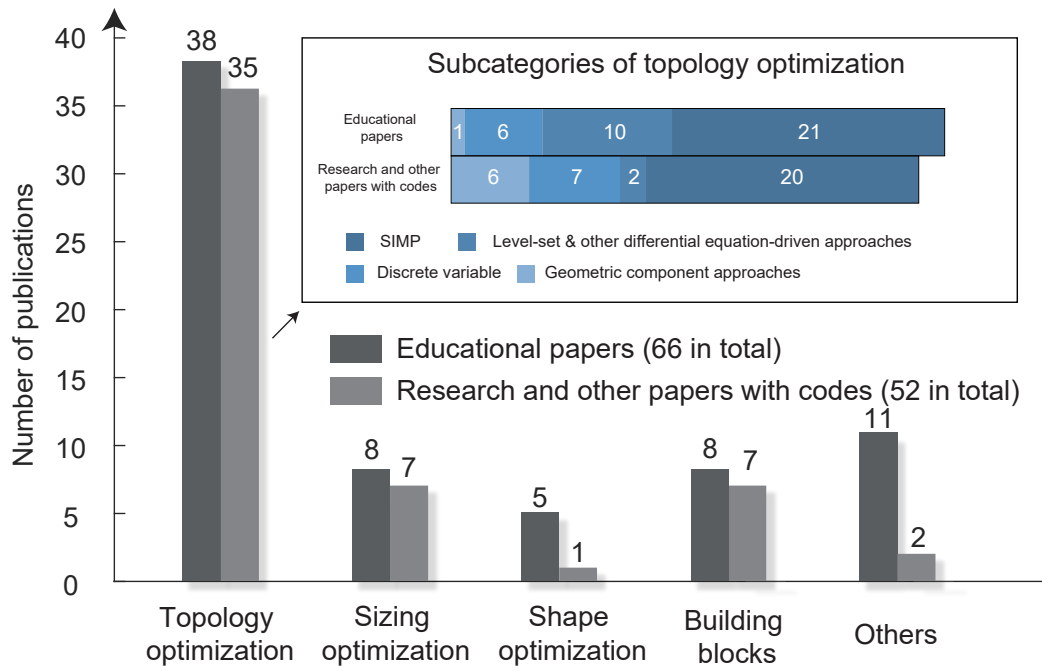 Number of publications
40
35
30
25
20
15
10
5
0
38
35
8
7
5
1
8
7
11
2
Subcategories of topology optimization
Educational
papers
1 6 10 21
Research and other
papers with codes
6 7 2 20
SIMP Level-set & other differential equation-driven approaches
Discrete variable Geometric component approaches
Educational papers (66 in total)
Research and other papers with codes (52 in total)
Topology
optimization
Sizing
optimization
Shape
optimization
Building
blocks
Others